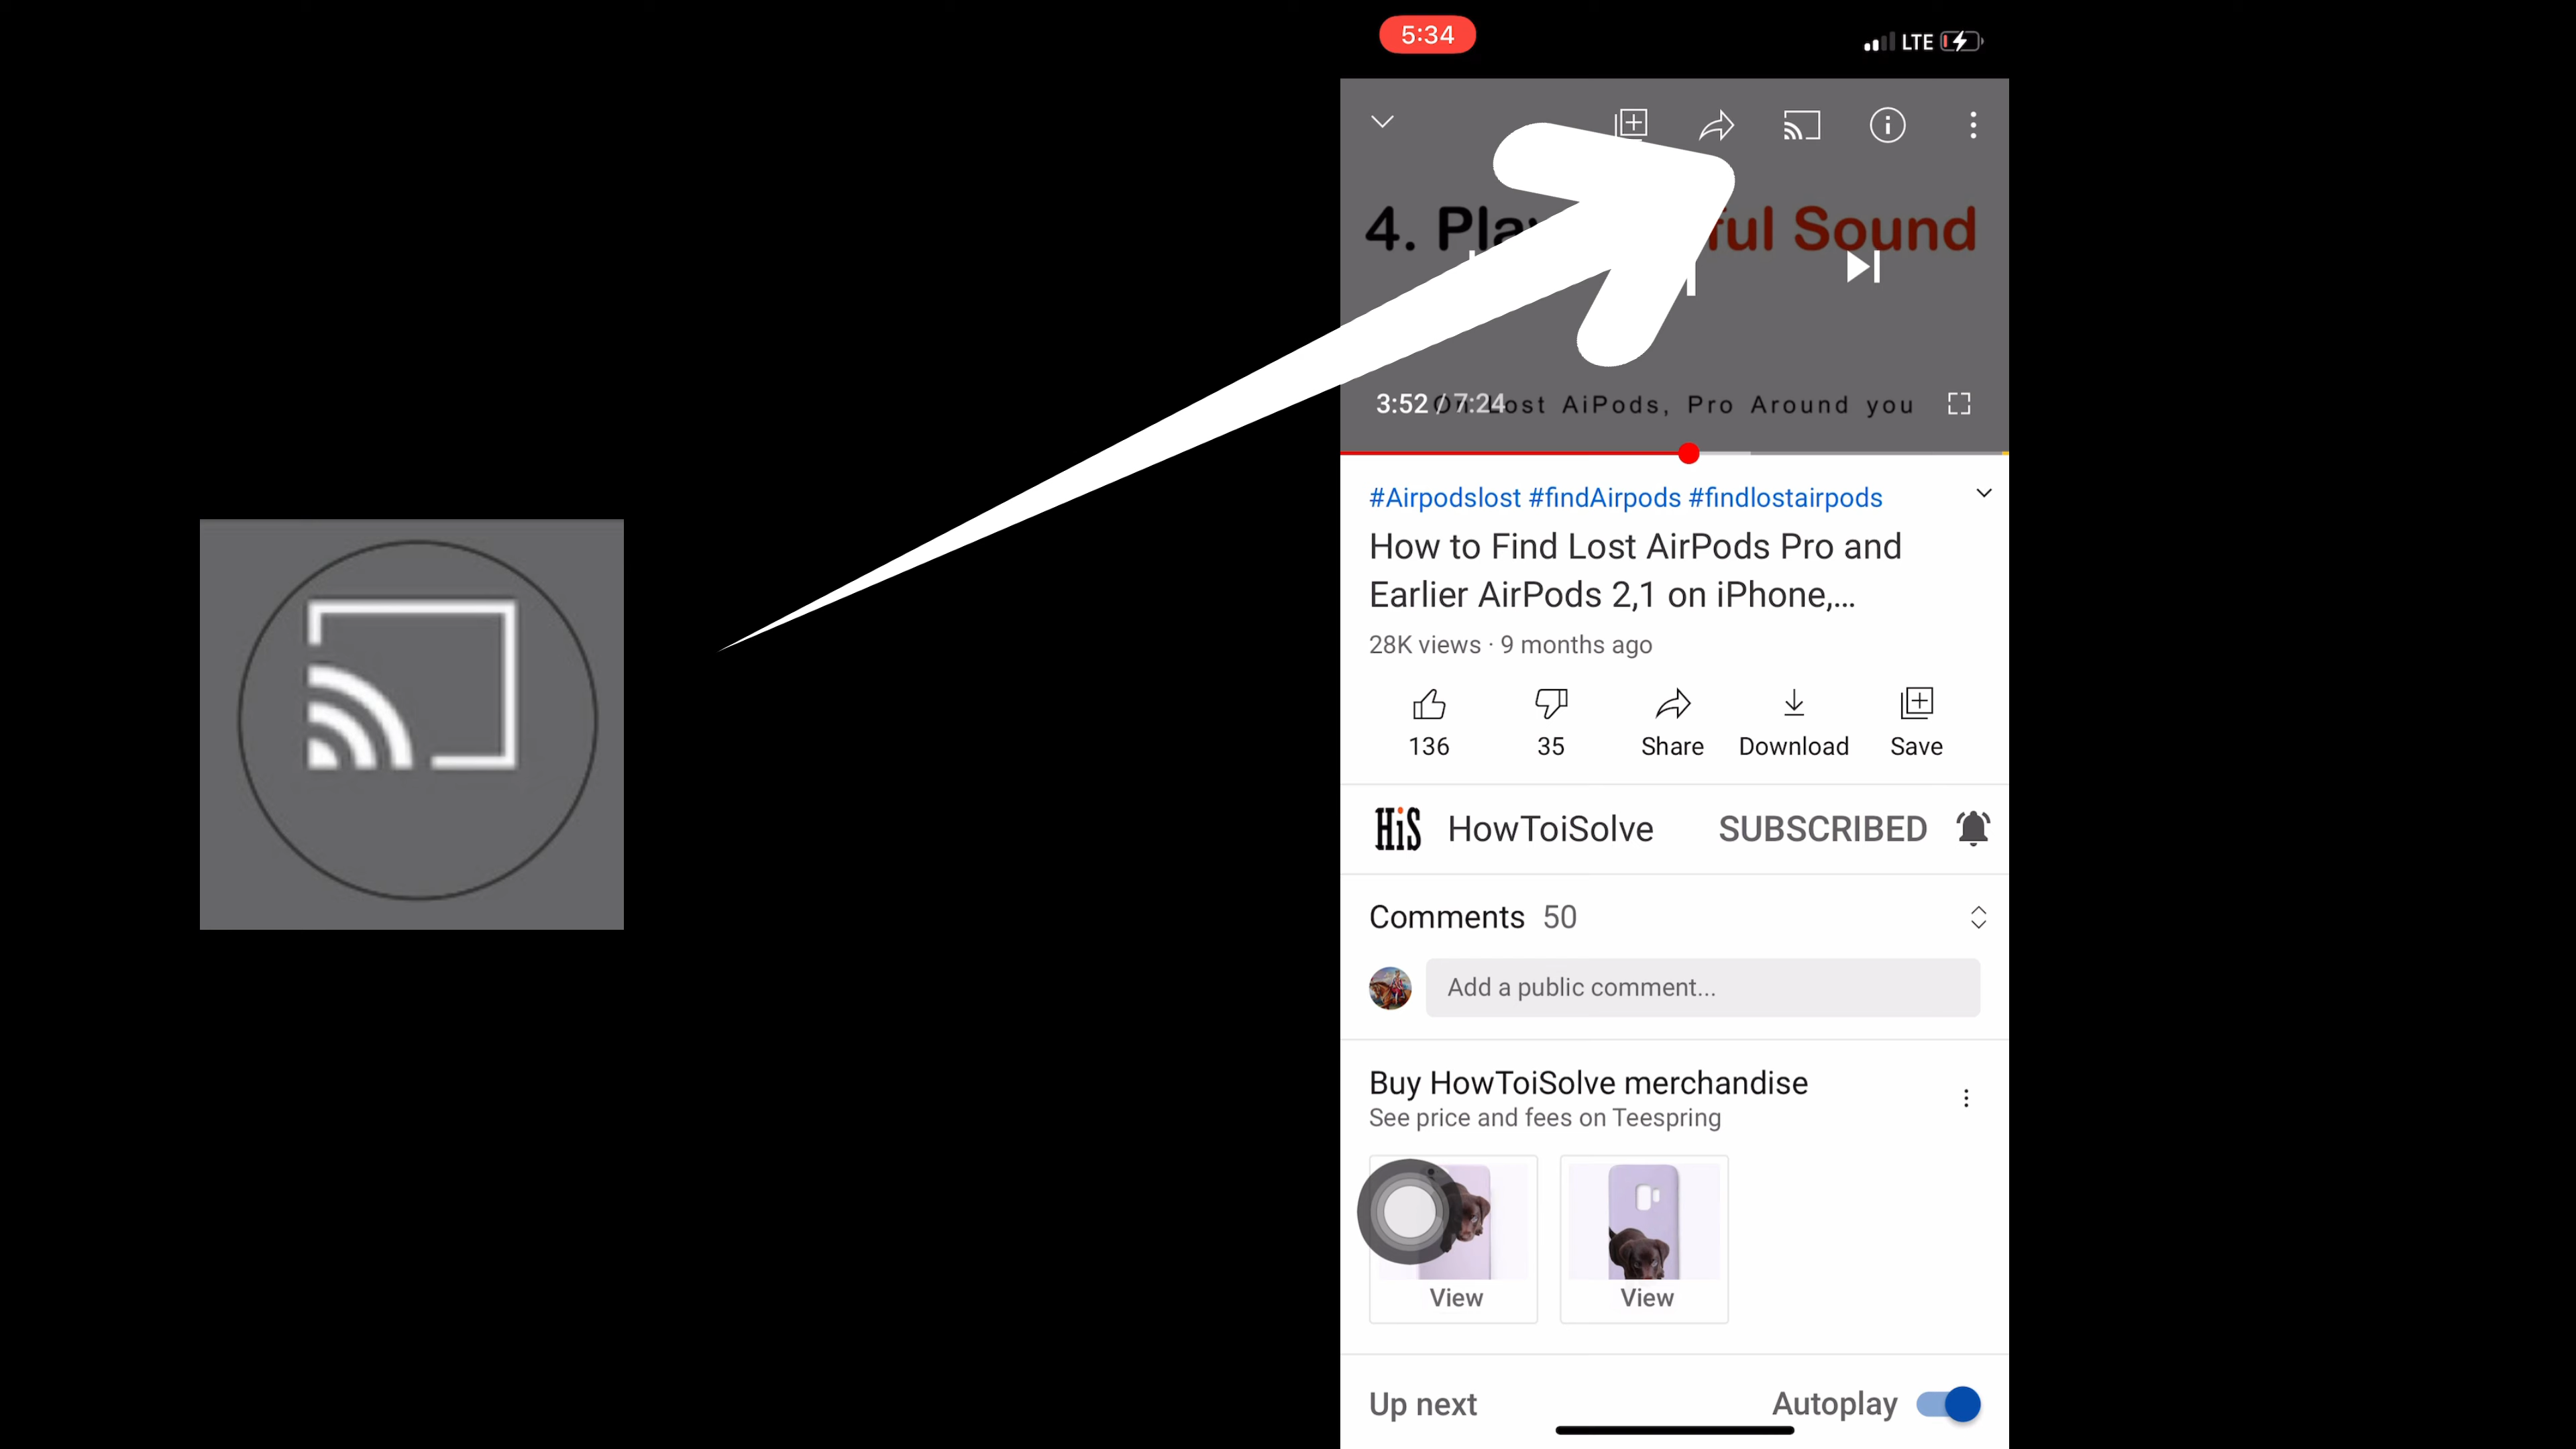 5:34
LTE
4. Pla ful Sound
3:52 / 7:24
Lost AiPods, Pro Around you
#Airpodslost #findAirpods #findlostairpods
How to Find Lost AirPods Pro and
Earlier AirPods 2,1 on iPhone,...
28K views · 9 months ago
136
35
Share
Download
Save
HiS
HowToiSolve
SUBSCRIBED
Comments 50
Add a public comment...
Buy HowToiSolve merchandise
See price and fees on Teespring
View
View
Up next
Autoplay